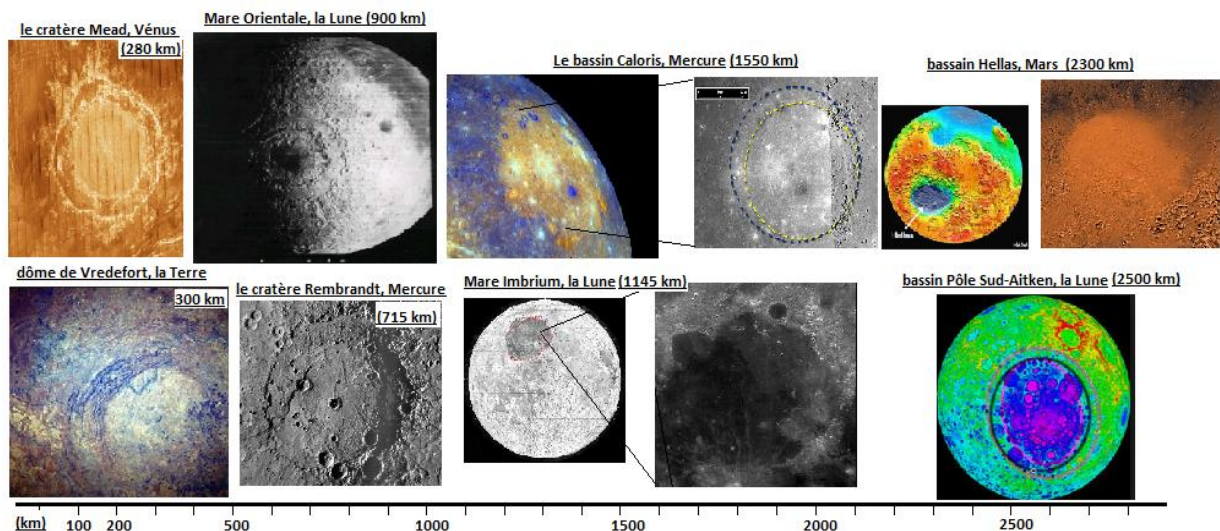 le cratère Mead, Vénus
(280 km)
Mare Orientale, la Lune (900 km)
Le bassin Caloris, Mercure (1550 km)
bassain Hellas, Mars (2300 km)
dôme de Vredefort, la Terre
300 km
le cratère Rembrandt, Mercure
(715 km)
Mare Imbrium, la Lune (1145 km)
bassin Pôle Sud-Aitken, la Lune (2500 km)
(km) 100 200 500 1000 1500 2000 2500